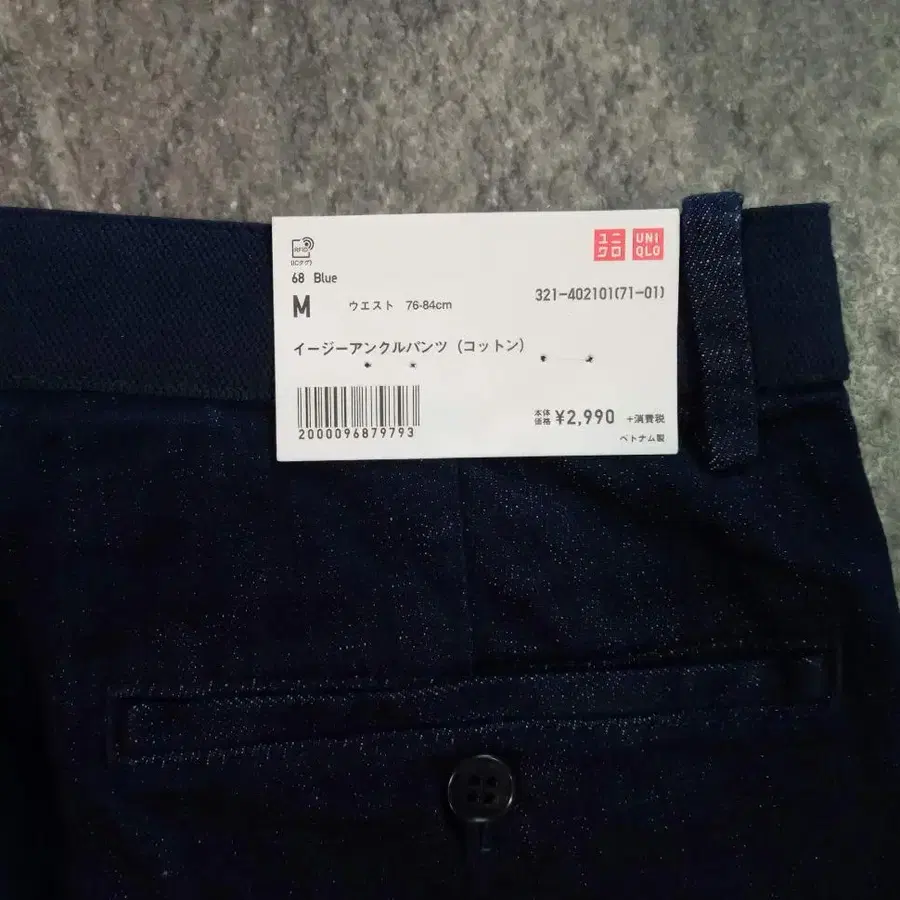 RFID
(ICタグ)
ユニ
クロ
UNI
QLO
68 Blue
M ウエスト 76-84cm
321-402101(71-01)
イージーアンクルパンツ (コットン)
2000096879793
本体
価格 ¥2,990 +消費税
ベトナム製